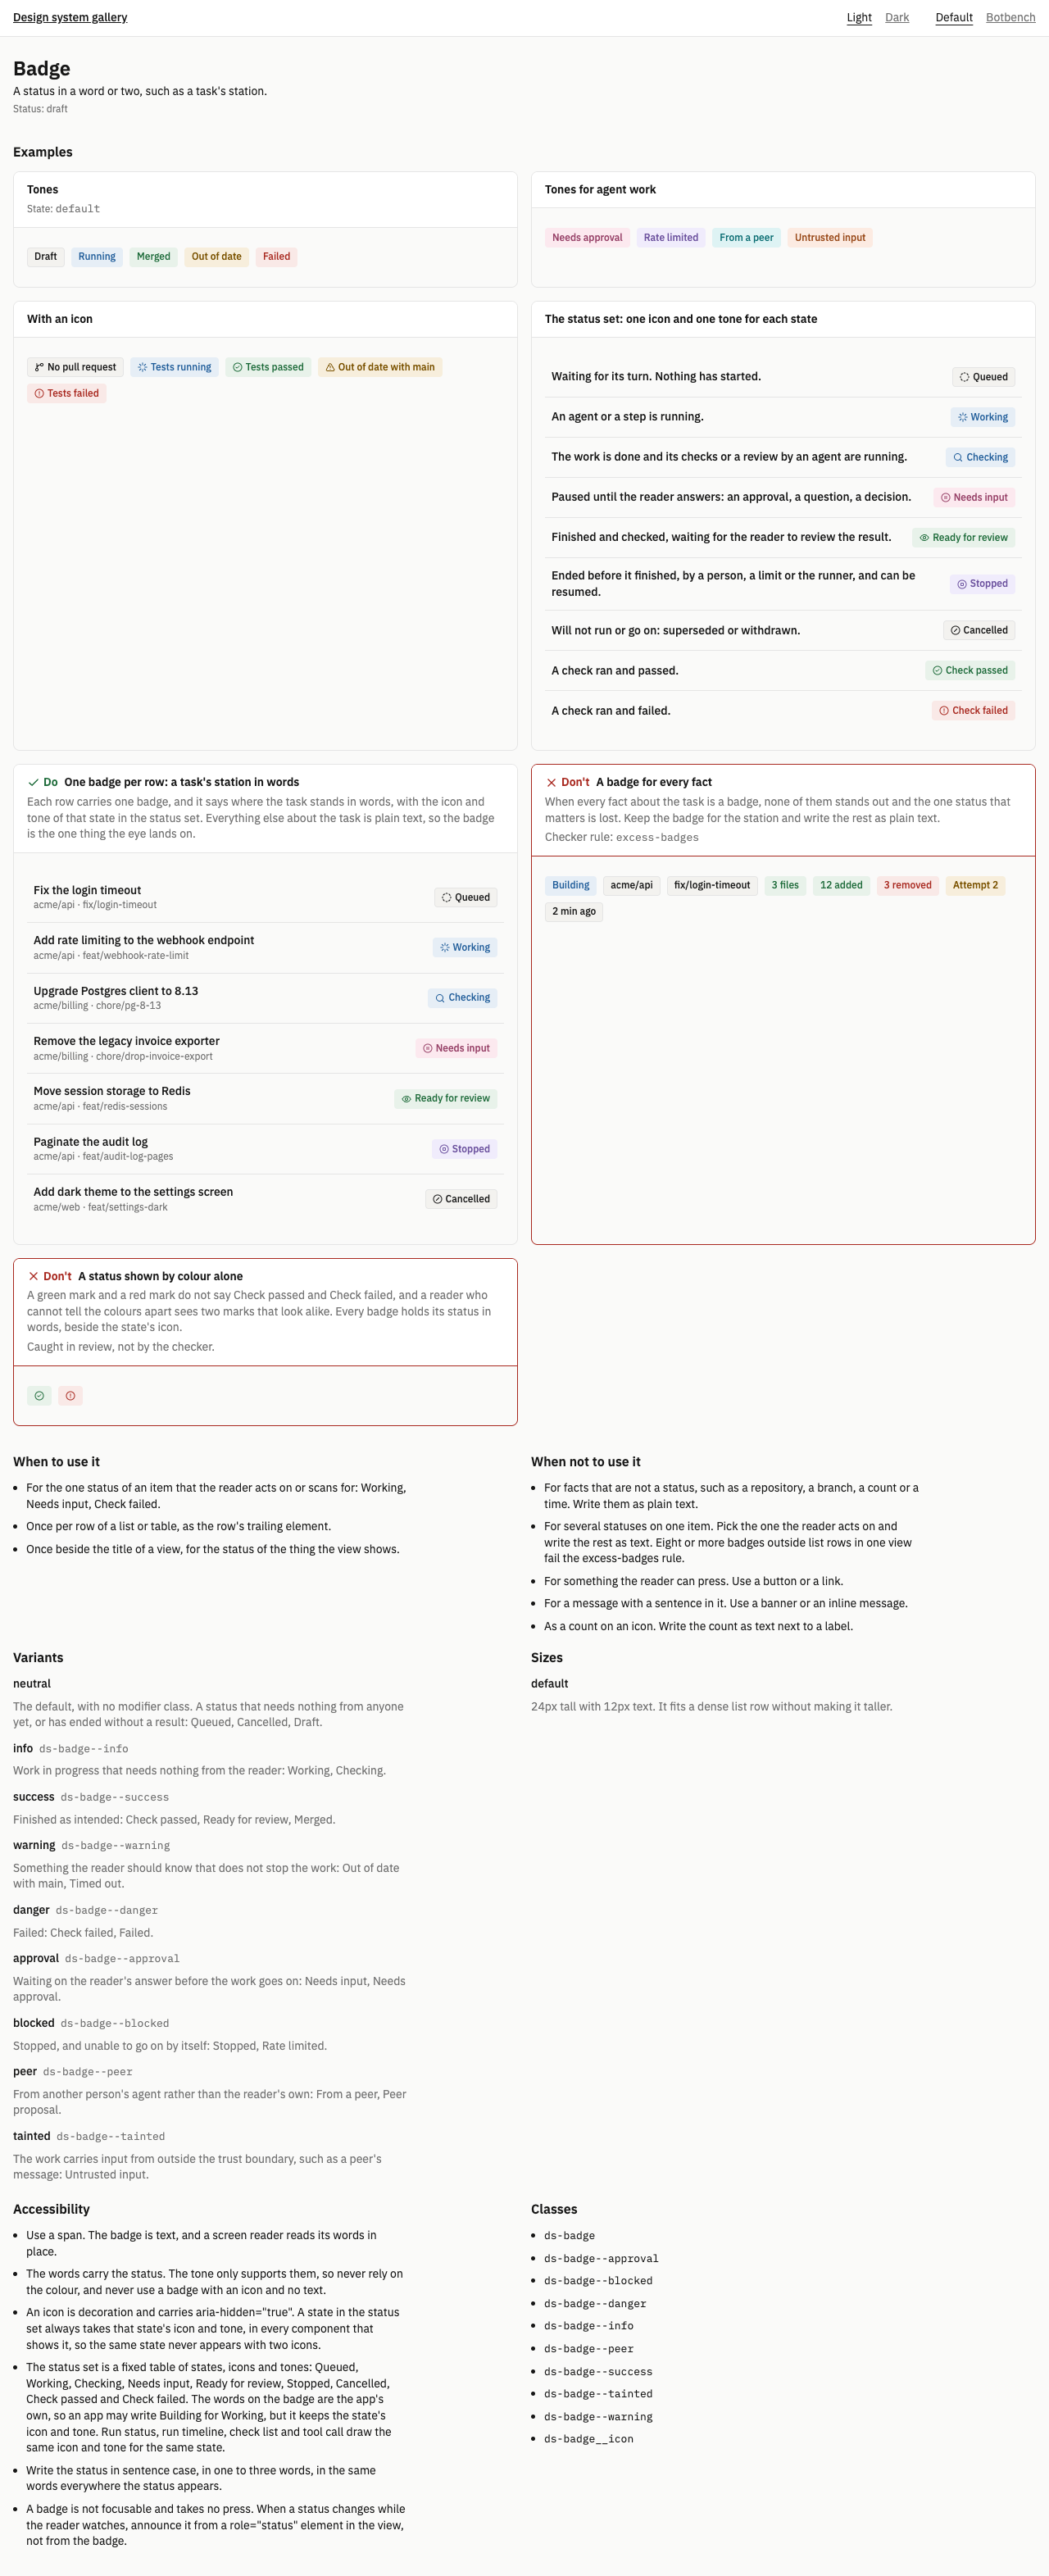 Design system gallery
Light Dark Default Botbench
Badge
A status in a word or two, such as a task's station.
Status: draft
Examples
Tones
State: default
Draft Running Merged Out of date Failed
Tones for agent work
Needs approval Rate limited From a peer Untrusted input
With an icon
No pull request Tests running Tests passed Out of date with main
Tests failed
The status set: one icon and one tone for each state
Waiting for its turn. Nothing has started. Queued
An agent or a step is running. Working
The work is done and its checks or a review by an agent are running. Checking
Paused until the reader answers: an approval, a question, a decision. Needs input
Finished and checked, waiting for the reader to review the result. Ready for review
Ended before it finished, by a person, a limit or the runner, and can be
resumed.
Stopped
Will not run or go on: superseded or withdrawn. Cancelled
A check ran and passed. Check passed
A check ran and failed. Check failed
Do One badge per row: a task's station in words
Each row carries one badge, and it says where the task stands in words, with the icon and
tone of that state in the status set. Everything else about the task is plain text, so the badge
is the one thing the eye lands on.
Fix the login timeout
acme/api · fix/login-timeout
Queued
Add rate limiting to the webhook endpoint
acme/api · feat/webhook-rate-limit
Working
Upgrade Postgres client to 8.13
acme/billing · chore/pg-8-13
Checking
Remove the legacy invoice exporter
acme/billing · chore/drop-invoice-export
Needs input
Move session storage to Redis
acme/api · feat/redis-sessions
Ready for review
Paginate the audit log
acme/api · feat/audit-log-pages
Stopped
Add dark theme to the settings screen
acme/web · feat/settings-dark
Cancelled
Don't A badge for every fact
When every fact about the task is a badge, none of them stands out and the one status that
matters is lost. Keep the badge for the station and write the rest as plain text.
Checker rule: excess-badges
Building acme/api fix/login-timeout 3 files 12 added 3 removed Attempt 2
2 min ago
Don't A status shown by colour alone
A green mark and a red mark do not say Check passed and Check failed, and a reader who
cannot tell the colours apart sees two marks that look alike. Every badge holds its status in
words, beside the state's icon.
Caught in review, not by the checker.
When to use it
For the one status of an item that the reader acts on or scans for: Working,
Needs input, Check failed.
Once per row of a list or table, as the row's trailing element.
Once beside the title of a view, for the status of the thing the view shows.
When not to use it
For facts that are not a status, such as a repository, a branch, a count or a
time. Write them as plain text.
For several statuses on one item. Pick the one the reader acts on and
write the rest as text. Eight or more badges outside list rows in one view
fail the excess-badges rule.
For something the reader can press. Use a button or a link.
For a message with a sentence in it. Use a banner or an inline message.
As a count on an icon. Write the count as text next to a label.
Variants
neutral
The default, with no modifier class. A status that needs nothing from anyone
yet, or has ended without a result: Queued, Cancelled, Draft.
info ds-badge--info
Work in progress that needs nothing from the reader: Working, Checking.
success ds-badge--success
Finished as intended: Check passed, Ready for review, Merged.
warning ds-badge--warning
Something the reader should know that does not stop the work: Out of date
with main, Timed out.
danger ds-badge--danger
Failed: Check failed, Failed.
approval ds-badge--approval
Waiting on the reader's answer before the work goes on: Needs input, Needs
approval.
blocked ds-badge--blocked
Stopped, and unable to go on by itself: Stopped, Rate limited.
peer ds-badge--peer
From another person's agent rather than the reader's own: From a peer, Peer
proposal.
tainted ds-badge--tainted
The work carries input from outside the trust boundary, such as a peer's
message: Untrusted input.
Sizes
default
24px tall with 12px text. It fits a dense list row without making it taller.
Accessibility
Use a span. The badge is text, and a screen reader reads its words in
place.
The words carry the status. The tone only supports them, so never rely on
the colour, and never use a badge with an icon and no text.
An icon is decoration and carries aria-hidden="true". A state in the status
set always takes that state's icon and tone, in every component that
shows it, so the same state never appears with two icons.
The status set is a fixed table of states, icons and tones: Queued,
Working, Checking, Needs input, Ready for review, Stopped, Cancelled,
Check passed and Check failed. The words on the badge are the app's
own, so an app may write Building for Working, but it keeps the state's
icon and tone. Run status, run timeline, check list and tool call draw the
same icon and tone for the same state.
Write the status in sentence case, in one to three words, in the same
words everywhere the status appears.
A badge is not focusable and takes no press. When a status changes while
the reader watches, announce it from a role="status" element in the view,
not from the badge.
Classes
ds-badge
ds-badge--approval
ds-badge--blocked
ds-badge--danger
ds-badge--info
ds-badge--peer
ds-badge--success
ds-badge--tainted
ds-badge--warning
ds-badge__icon